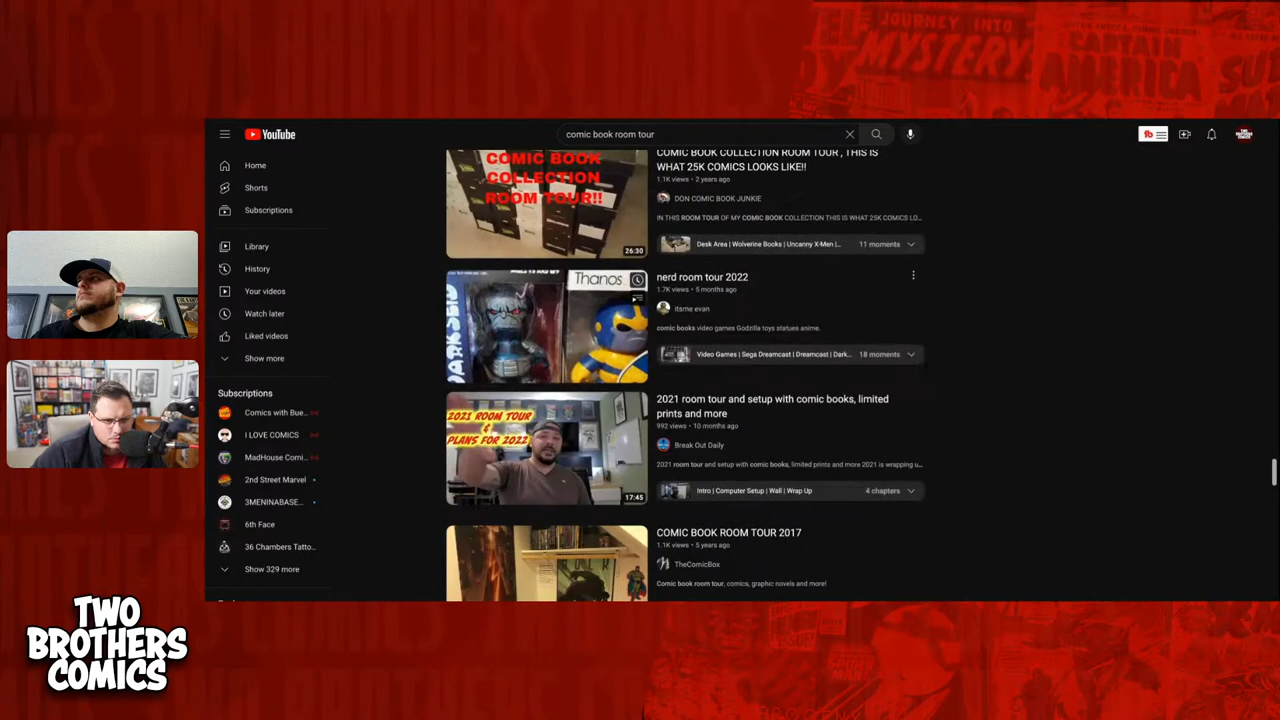 JOURNEY INTO
MYSTERY
CAPTAIN
AMERICA
YouTube
comic book room tour
Home
Shorts
Subscriptions
Library
History
Your videos
Watch later
Liked videos
Show more
Subscriptions
Comics with Bue...
I LOVE COMICS
MadHouse Comi...
2nd Street Marvel
3MENINABASE...
6th Face
36 Chambers Tatto...
Show 329 more
COMIC BOOK
COLLECTION
ROOM TOUR!!
26:30
COMIC BOOK COLLECTION ROOM TOUR , THIS IS
WHAT 25K COMICS LOOKS LIKE!!
1.1K views • 2 years ago
DON COMIC BOOK JUNKIE
IN THIS ROOM TOUR OF MY COMIC BOOK COLLECTION THIS IS WHAT 25K COMICS LO...
Desk Area | Wolverine Books | Uncanny X-Men |...
11 moments
DARKSEID
Thanos
nerd room tour 2022
1.7K views • 5 months ago
itsme evan
comic books video games Godzilla toys statues anime.
Video Games | Sega Dreamcast | Dreamcast | Dark...
18 moments
2021 ROOM TOUR
&
PLANS FOR 2022
17:45
2021 room tour and setup with comic books, limited
prints and more
992 views • 10 months ago
Break Out Daily
2021 room tour and setup with comic books, limited prints and more 2021 is wrapping u...
Intro | Computer Setup | Wall | Wrap Up
4 chapters
COMIC BOOK ROOM TOUR 2017
1.1K views • 5 years ago
TheComicBox
Comic book room tour, comics, graphic novels and more!
TWO
BROTHERS
COMICS